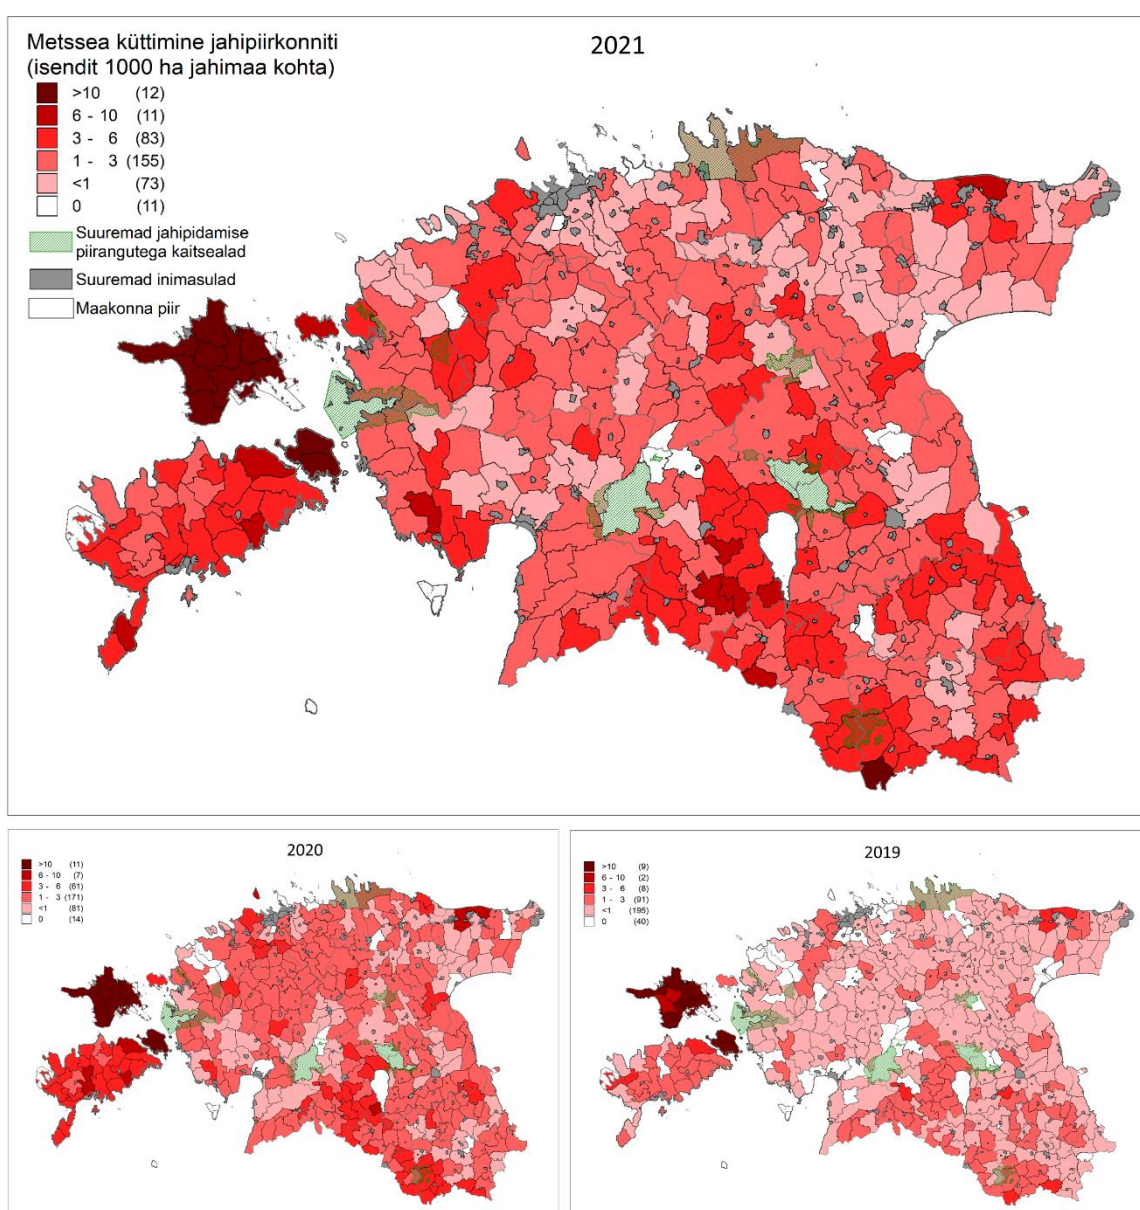 Metssea küttimine jahipiirkonniti
(isendit 1000 ha jahimaa kohta)
2021
>10 (12)
6 - 10 (11)
3 - 6 (83)
1 - 3 (155)
<1 (73)
0 (11)
Suuremad jahipidamise
piirangutega kaitsealad
Suuremad inimasulad
Maakonna piir
2020
>10 (11)
6 - 10 (7)
3 - 6 (61)
1 - 3 (171)
<1 (81)
0 (14)
2019
>10 (9)
6 - 10 (2)
3 - 6 (8)
1 - 3 (91)
<1 (195)
0 (40)